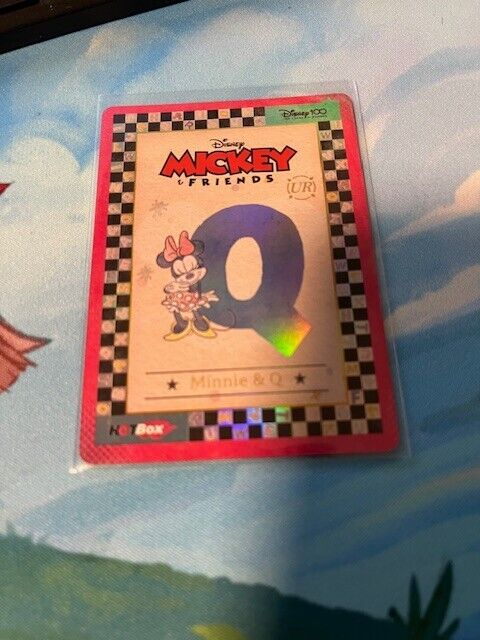 Disney 100
Disney
MICKEY
& FRIENDS
UR
Q
★ Minnie & Q ★
HOTBox